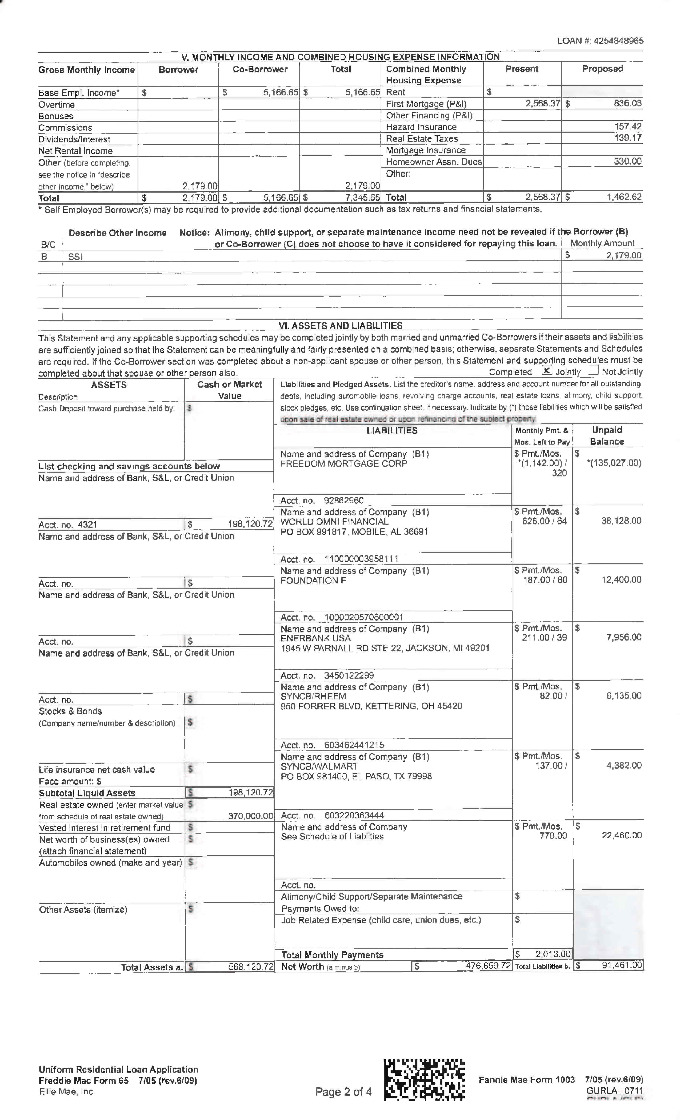 LOAN #: 4254848965
V. MONTHLY INCOME AND COMBINED HOUSING EXPENSE INFORMATION
Gross Monthly Income Borrower Co-Borrower Total Combined Monthly Housing Expense Present Proposed
Base Empl. Income* $ $ 5,166.65 $ 5,166.65 Rent $
Overtime First Mortgage (P&I) 2,568.37 $ 836.03
Bonuses Other Financing (P&I)
Commissions Hazard Insurance 157.42
Dividends/Interest Real Estate Taxes 139.17
Net Rental Income Mortgage Insurance
Other (before completing, Homeowner Assn. Dues 330.00
see the notice in "describe Other:
other income" below) 2,179.00 2,179.00
Total $ 2,179.00 $ 5,166.65 $ 7,345.65 Total $ 2,568.37 $ 1,462.62
* Self Employed Borrower(s) may be required to provide additional documentation such as tax returns and financial statements.
Describe Other Income Notice: Alimony, child support, or separate maintenance income need not be revealed if the Borrower (B)
B/C or Co-Borrower (C) does not choose to have it considered for repaying this loan. Monthly Amount
B SSI $ 2,179.00
VI. ASSETS AND LIABILITIES
This Statement and any applicable supporting schedules may be completed jointly by both married and unmarried Co-Borrowers if their assets and liabilities
are sufficiently joined so that the Statement can be meaningfully and fairly presented on a combined basis; otherwise, separate Statements and Schedules
are required. If the Co-Borrower section was completed about a non-applicant spouse or other person, this Statement and supporting schedules must be
completed about that spouse or other person also. Completed X Jointly Not Jointly
ASSETS Cash or Market Value
Description
Cash Deposit toward purchase held by: $
Liabilities and Pledged Assets. List the creditor's name, address and account number for all outstanding
debts, including automobile loans, revolving charge accounts, real estate loans, alimony, child support,
stock pledges, etc. Use continuation sheet, if necessary. Indicate by (*) those liabilities which will be satisfied
upon sale of real estate owned or upon refinancing of the subject property.
LIABILITIES Monthly Pmt. & Mos. Left to Pay Unpaid Balance
List checking and savings accounts below
Name and address of Bank, S&L, or Credit Union
Name and address of Company (B1) $ Pmt./Mos. $
FREEDOM MORTGAGE CORP *(1,142.00) / 320 *(135,027.00)
Acct. no. 92882960
Acct. no. 4321 $ 198,120.72
Name and address of Bank, S&L, or Credit Union
Name and address of Company (B1) $ Pmt./Mos. $
WORLD OMNI FINANCIAL 626.00 / 64 38,128.00
PO BOX 991817, MOBILE, AL 36691
Acct. no. 110000003958111
Acct. no. $
Name and address of Bank, S&L, or Credit Union
Name and address of Company (B1) $ Pmt./Mos. $
FOUNDATION F 187.00 / 80 12,400.00
Acct. no. 1000020570600001
Acct. no. $
Name and address of Bank, S&L, or Credit Union
Name and address of Company (B1) $ Pmt./Mos. $
ENERBANK USA 211.00 / 39 7,956.00
1945 W PARNALL RD STE 22, JACKSON, MI 49201
Acct. no. 3450122299
Acct. no. $
Stocks & Bonds
(Company name/number & description) $
Name and address of Company (B1) $ Pmt./Mos. $
SYNCB/RHEEM 82.00 / 6,135.00
950 FORRER BLVD, KETTERING, OH 45420
Acct. no. 603462441215
Name and address of Company (B1) $ Pmt./Mos. $
SYNCB/WALMART 137.00 / 4,382.00
PO BOX 981400, EL PASO, TX 79998
Acct. no. 603220363444
Life insurance net cash value $
Face amount: $
Subtotal Liquid Assets $ 198,120.72
Real estate owned (enter market value $
from schedule of real estate owned) 370,000.00
Vested interest in retirement fund $
Net worth of business(es) owned $
(attach financial statement)
Automobiles owned (make and year) $
Name and address of Company $ Pmt./Mos. $
See Schedule of Liabilities 770.00 22,460.00
Acct. no.
Alimony/Child Support/Separate Maintenance $
Payments Owed to:
Other Assets (itemize) $
Job Related Expense (child care, union dues, etc.) $
Total Monthly Payments $ 2,013.00
Total Assets a. $ 568,120.72 Net Worth (a minus b) $ 476,659.72 Total Liabilities b. $ 91,461.00
Uniform Residential Loan Application
Freddie Mac Form 65 7/05 (rev.6/09)
Ellie Mae, Inc.
Page 2 of 4
Fannie Mae Form 1003 7/05 (rev.6/09)
GURLA 0711